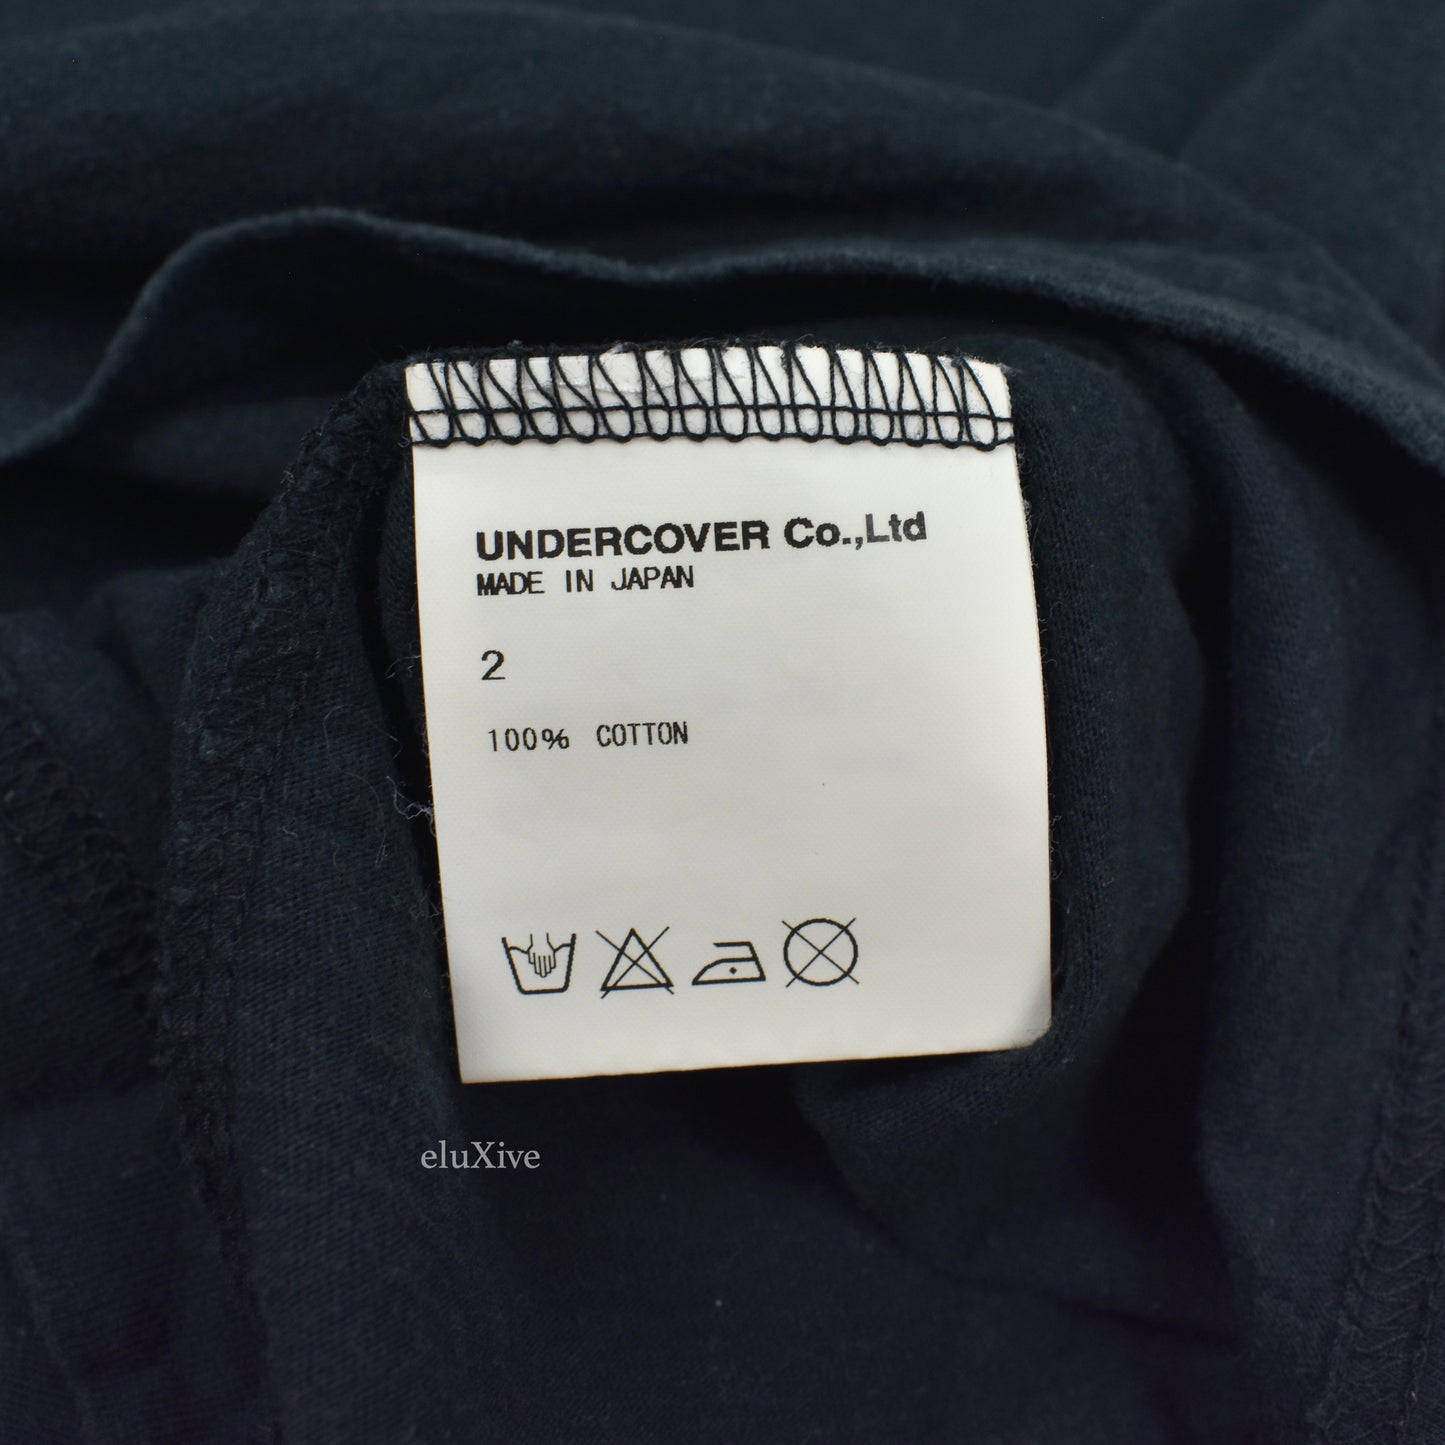 UNDERCOVER Co.,Ltd
MADE IN JAPAN
2
100% COTTON
eluXive